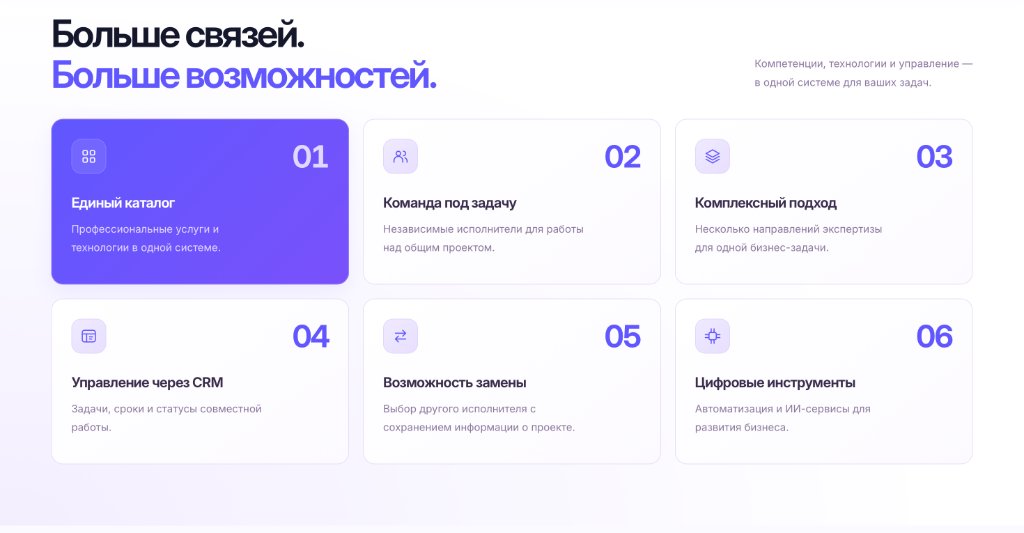 Больше связей.
Больше возможностей.
Компетенции, технологии и управление —
в одной системе для ваших задач.
01
Единый каталог
Профессиональные услуги и
технологии в одной системе.
02
Команда под задачу
Независимые исполнители для работы
над общим проектом.
03
Комплексный подход
Несколько направлений экспертизы
для одной бизнес-задачи.
04
Управление через CRM
Задачи, сроки и статусы совместной
работы.
05
Возможность замены
Выбор другого исполнителя с
сохранением информации о проекте.
06
Цифровые инструменты
Автоматизация и ИИ-сервисы для
развития бизнеса.